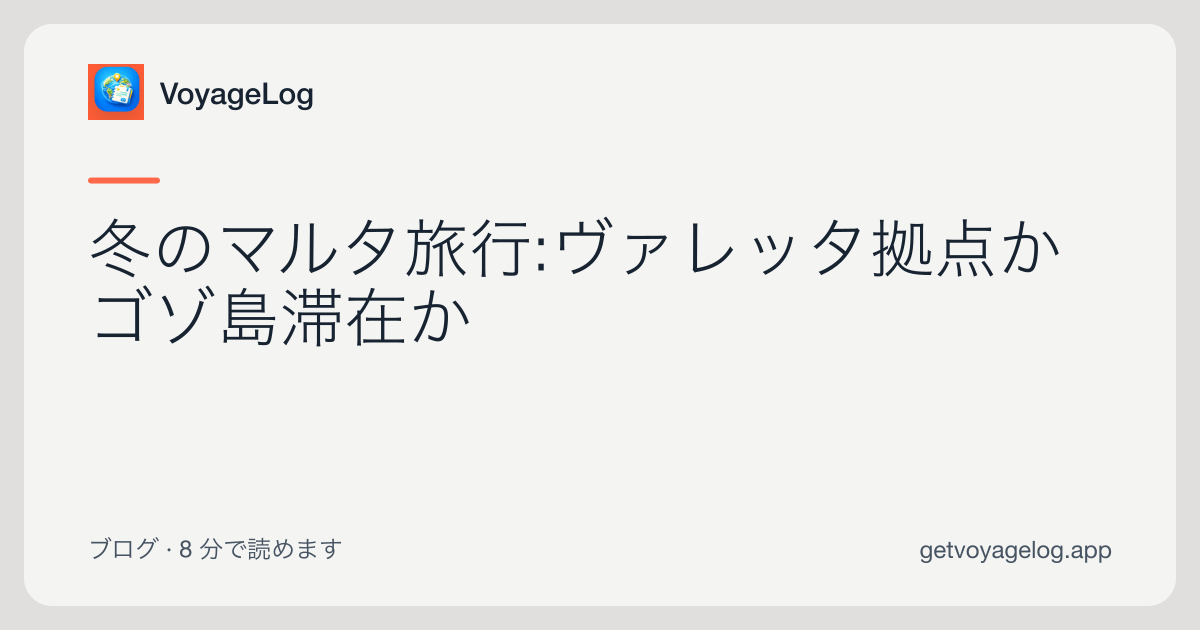 VoyageLog
冬のマルタ旅行:ヴァレッタ拠点か
ゴゾ島滞在か
ブログ · 8 分で読めます
getvoyagelog.app